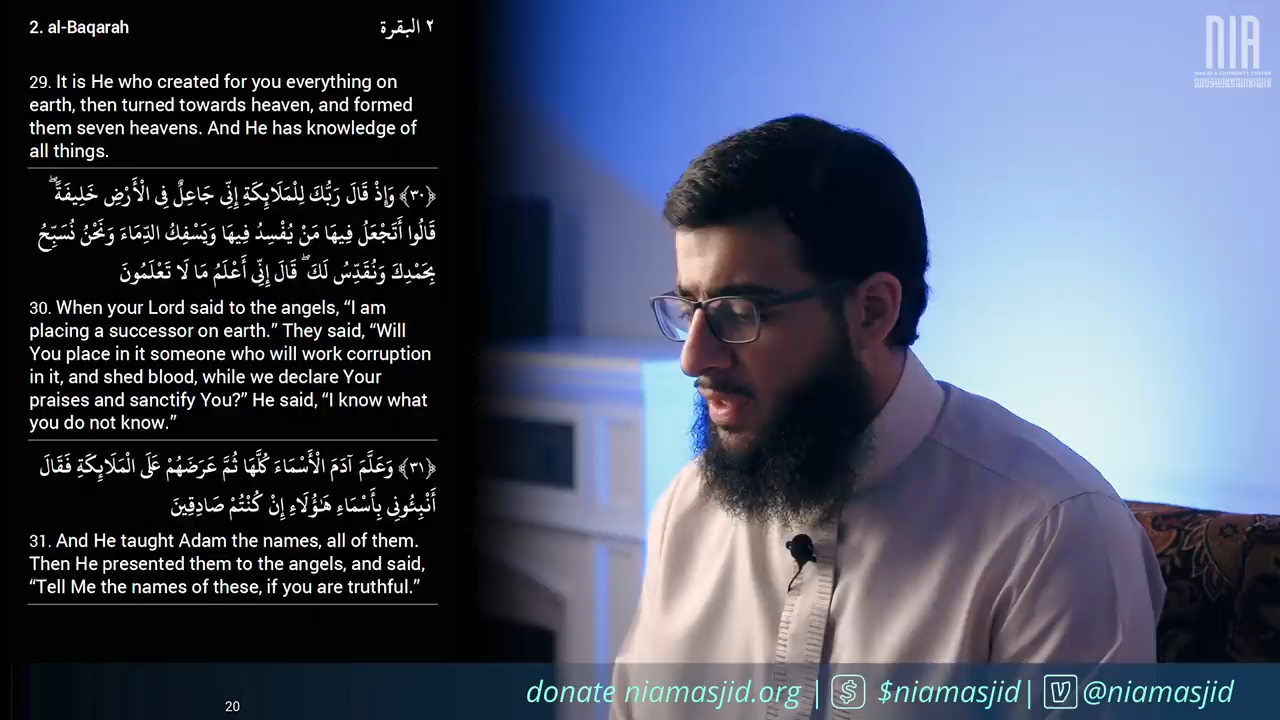 2. al-Baqarah ٢ البقرة
29. It is He who created for you everything on
earth, then turned towards heaven, and formed
them seven heavens. And He has knowledge of
all things.
﴿٣٠﴾ وَإِذْ قَالَ رَبُّكَ لِلْمَلَائِكَةِ إِنِّي جَاعِلٌ فِي الْأَرْضِ خَلِيفَةً ۖ
قَالُوا أَتَجْعَلُ فِيهَا مَنْ يُفْسِدُ فِيهَا وَيَسْفِكُ الدِّمَاءَ وَنَحْنُ نُسَبِّحُ
بِحَمْدِكَ وَنُقَدِّسُ لَكَ ۖ قَالَ إِنِّي أَعْلَمُ مَا لَا تَعْلَمُونَ
30. When your Lord said to the angels, “I am
placing a successor on earth.” They said, “Will
You place in it someone who will work corruption
in it, and shed blood, while we declare Your
praises and sanctify You?” He said, “I know what
you do not know.”
﴿٣١﴾ وَعَلَّمَ آدَمَ الْأَسْمَاءَ كُلَّهَا ثُمَّ عَرَضَهُمْ عَلَى الْمَلَائِكَةِ فَقَالَ
أَنْبِئُونِي بِأَسْمَاءِ هَٰؤُلَاءِ إِنْ كُنْتُمْ صَادِقِينَ
31. And He taught Adam the names, all of them.
Then He presented them to the angels, and said,
“Tell Me the names of these, if you are truthful.”
20
NIA
donate niamasjid.org | $ $niamasjid | V @niamasjid